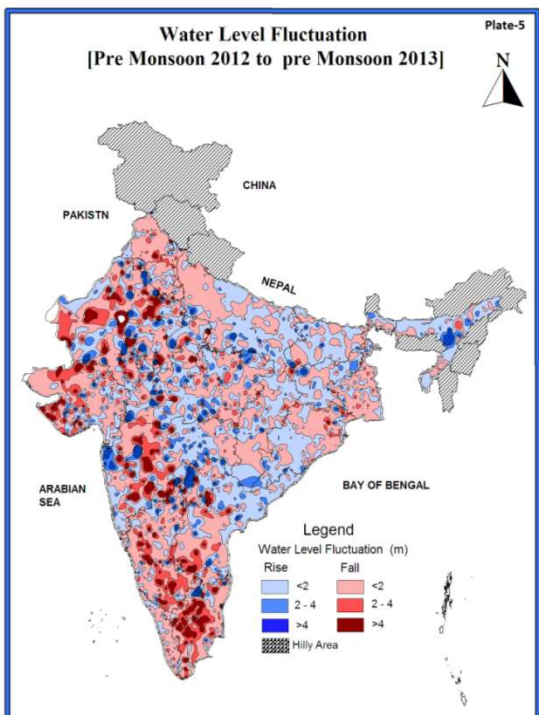 Plate-5
Water Level Fluctuation
[Pre Monsoon 2012 to pre Monsoon 2013]
N
CHINA
PAKISTN
NEPAL
ARABIAN
SEA
BAY OF BENGAL
Legend
Water Level Fluctuation (m)
Rise Fall
<2 <2
2 - 4 2 - 4
>4 >4
Hilly Area